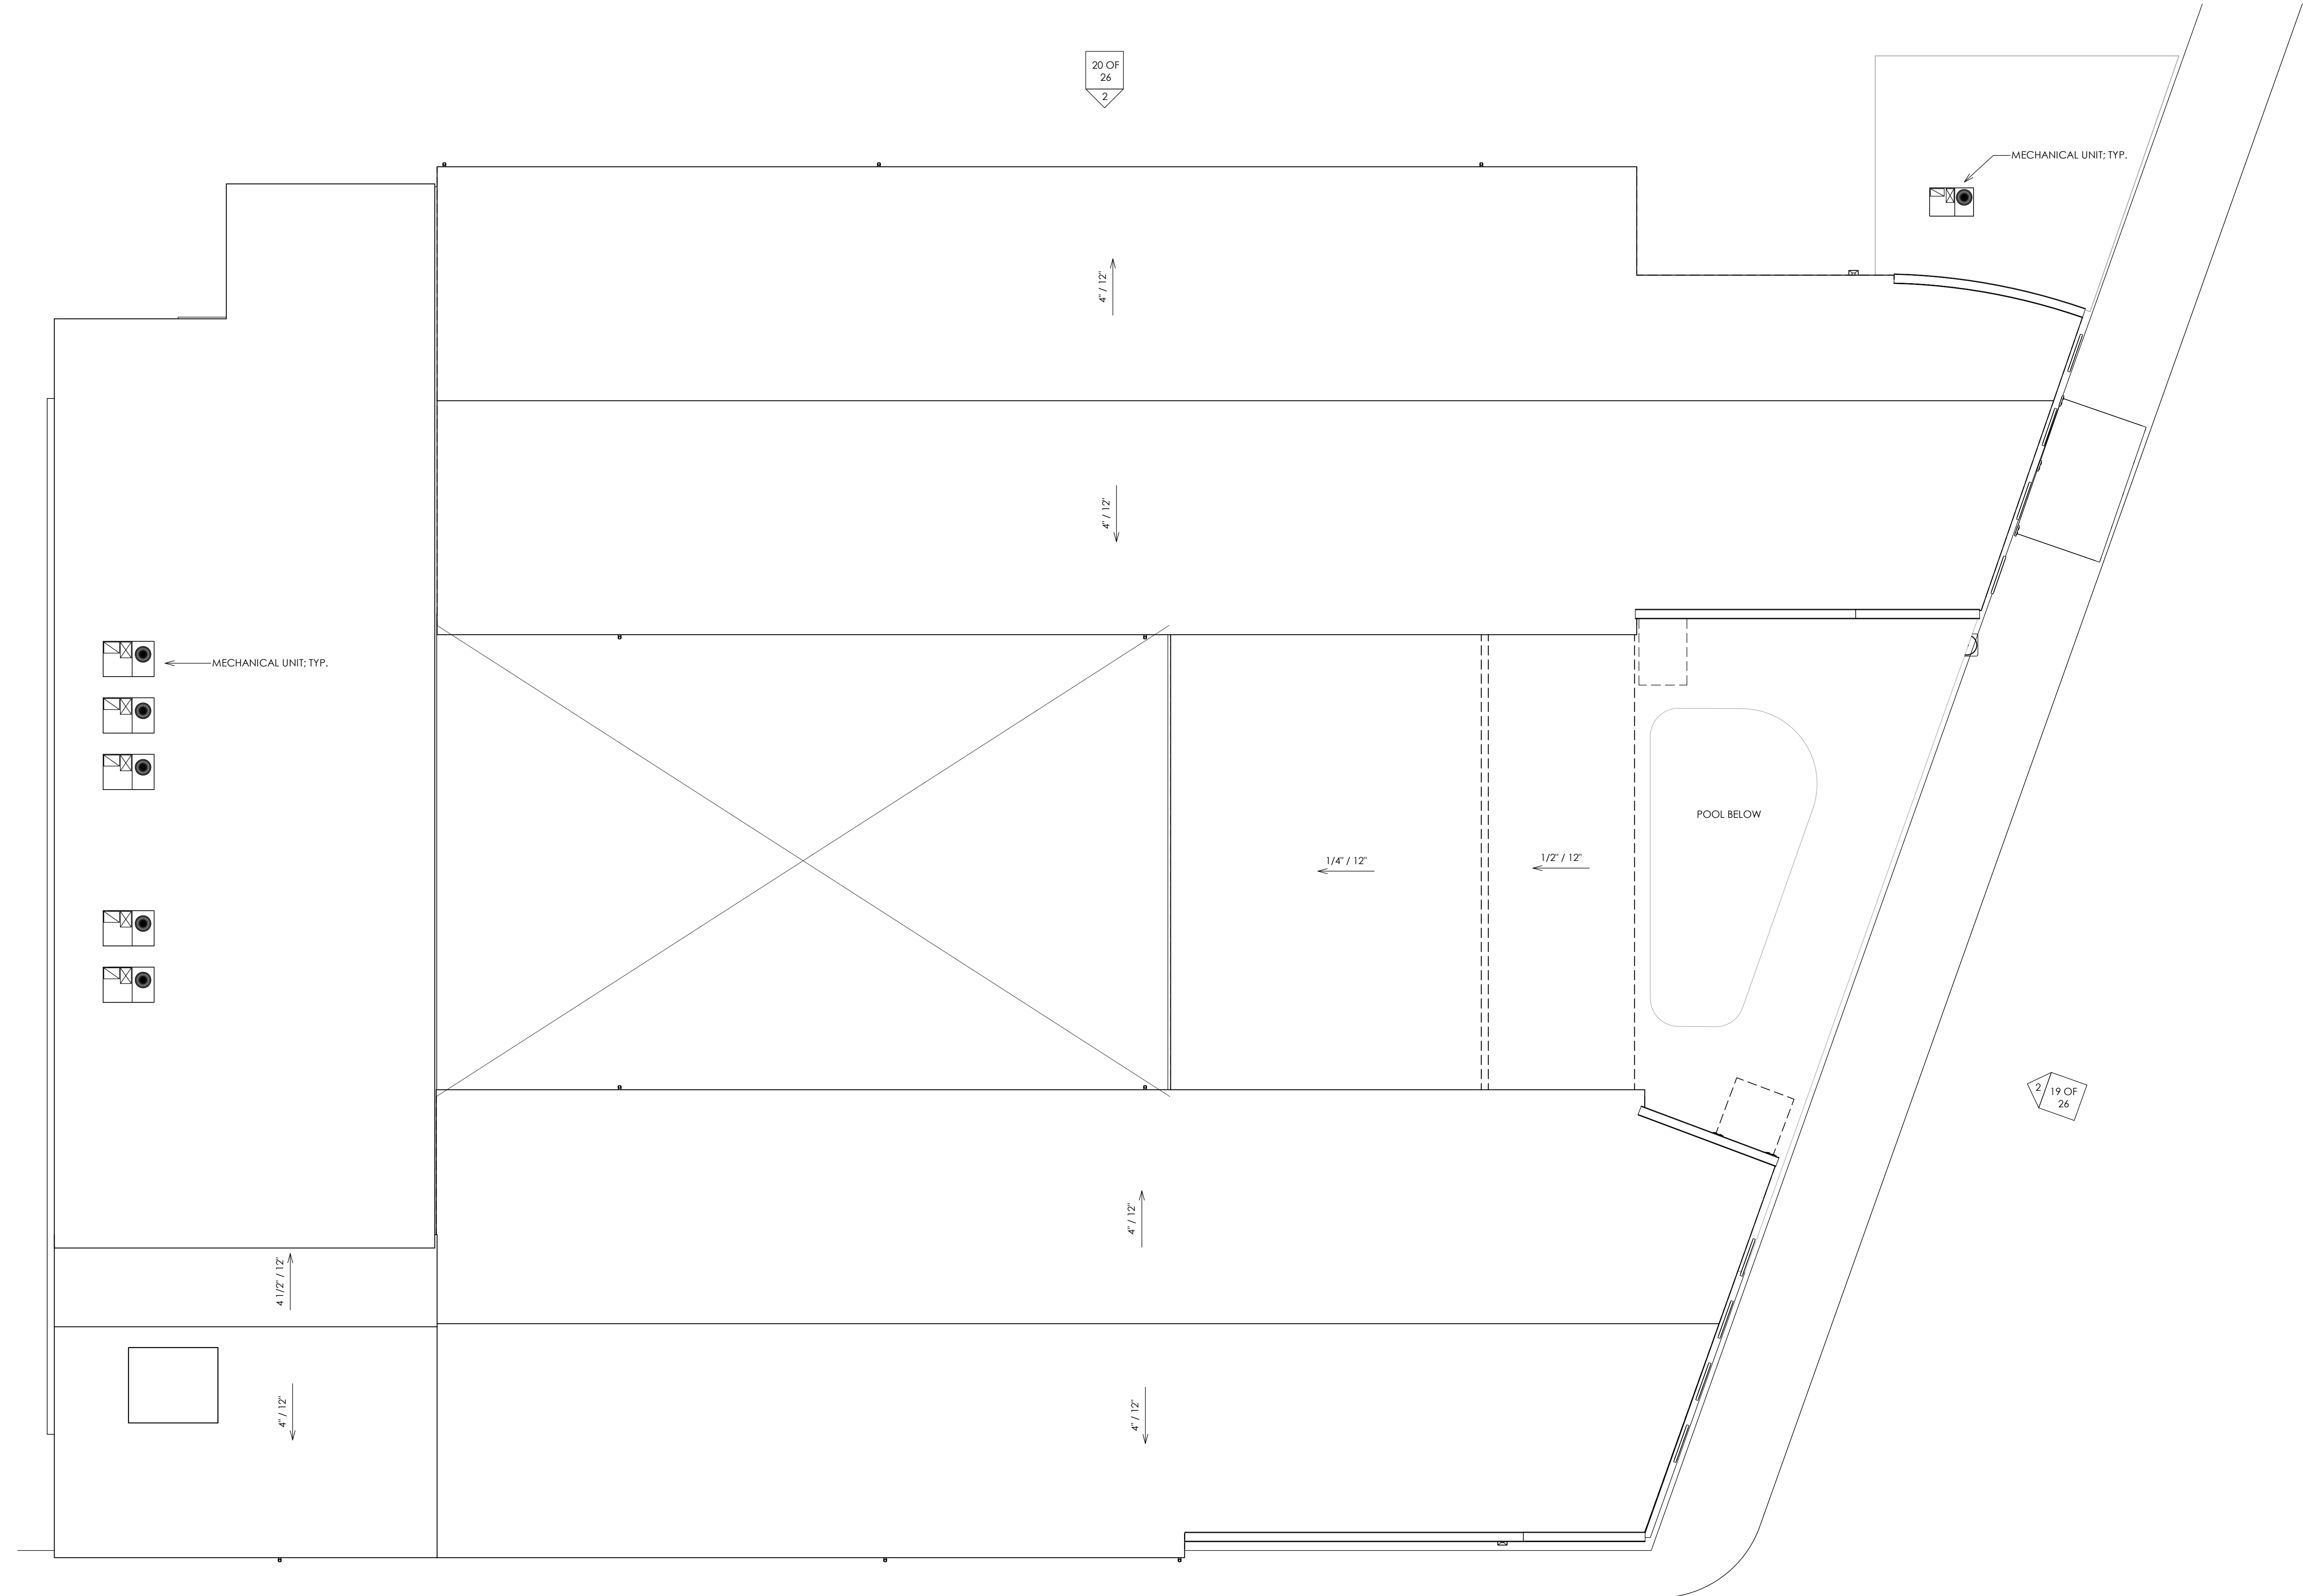 20 OF
26
2
MECHANICAL UNIT; TYP.
4" / 12"
4" / 12"
MECHANICAL UNIT; TYP.
POOL BELOW
1/4" / 12"
1/2" / 12"
2
19 OF
26
4" / 12"
4 1/2" / 12"
4" / 12"
4" / 12"